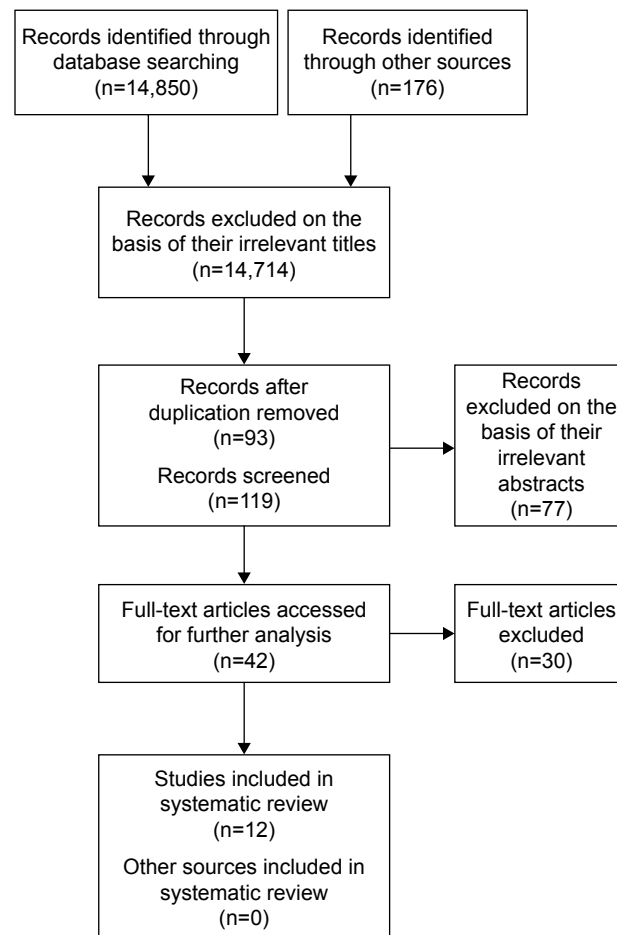 Records identified through
database searching
(n=14,850)
Records identified
through other sources
(n=176)
Records excluded on the
basis of their irrelevant titles
(n=14,714)
Records after
duplication removed
(n=93)
Records screened
(n=119)
Records
excluded on the
basis of their
irrelevant
abstracts
(n=77)
Full-text articles accessed
for further analysis
(n=42)
Full-text articles
excluded
(n=30)
Studies included in
systematic review
(n=12)
Other sources included in
systematic review
(n=0)